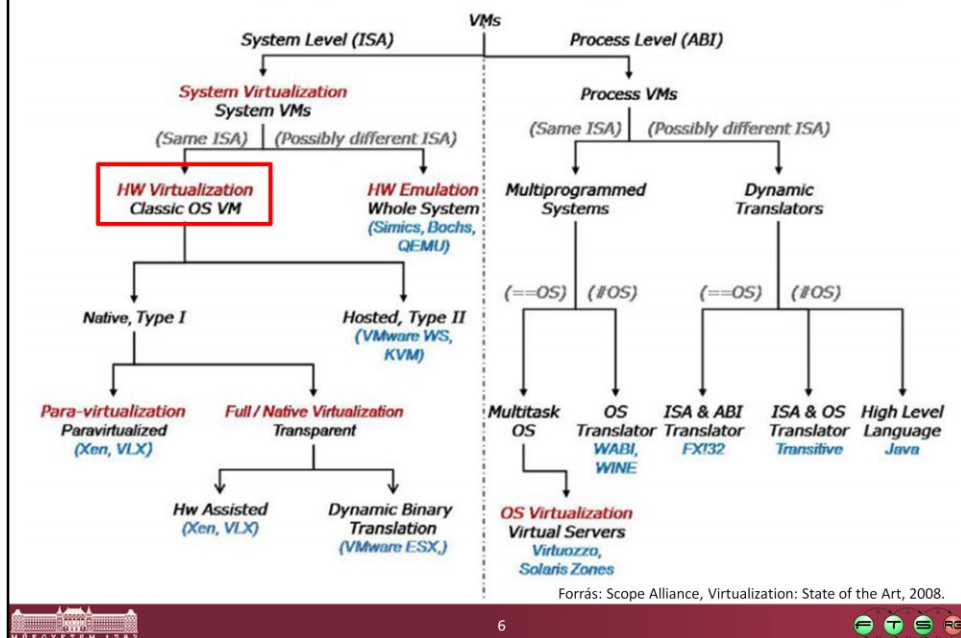 VMs
System Level (ISA)
Process Level (ABI)
System Virtualization
System VMs
(Same ISA)
(Possibly different ISA)
HW Virtualization
Classic OS VM
HW Emulation
Whole System
(Simics, Bochs,
QEMU)
Native, Type I
Hosted, Type II
(VMware WS,
KVM)
Para-virtualization
Paravirtualized
(Xen, VLX)
Full / Native Virtualization
Transparent
Hw Assisted
(Xen, VLX)
Dynamic Binary
Translation
(VMware ESX,)
Process VMs
(Same ISA)
(Possibly different ISA)
Multiprogrammed
Systems
Dynamic
Translators
(==OS)
(#OS)
(==OS)
(#OS)
Multitask
OS
OS
Translator
WABI,
WINE
ISA & ABI
Translator
FX!32
ISA & OS
Translator
Transitive
High Level
Language
Java
OS Virtualization
Virtual Servers
Virtuozzo,
Solaris Zones
Forrás: Scope Alliance, Virtualization: State of the Art, 2008.
MŰEGYETEM 1782
6
F T S RG